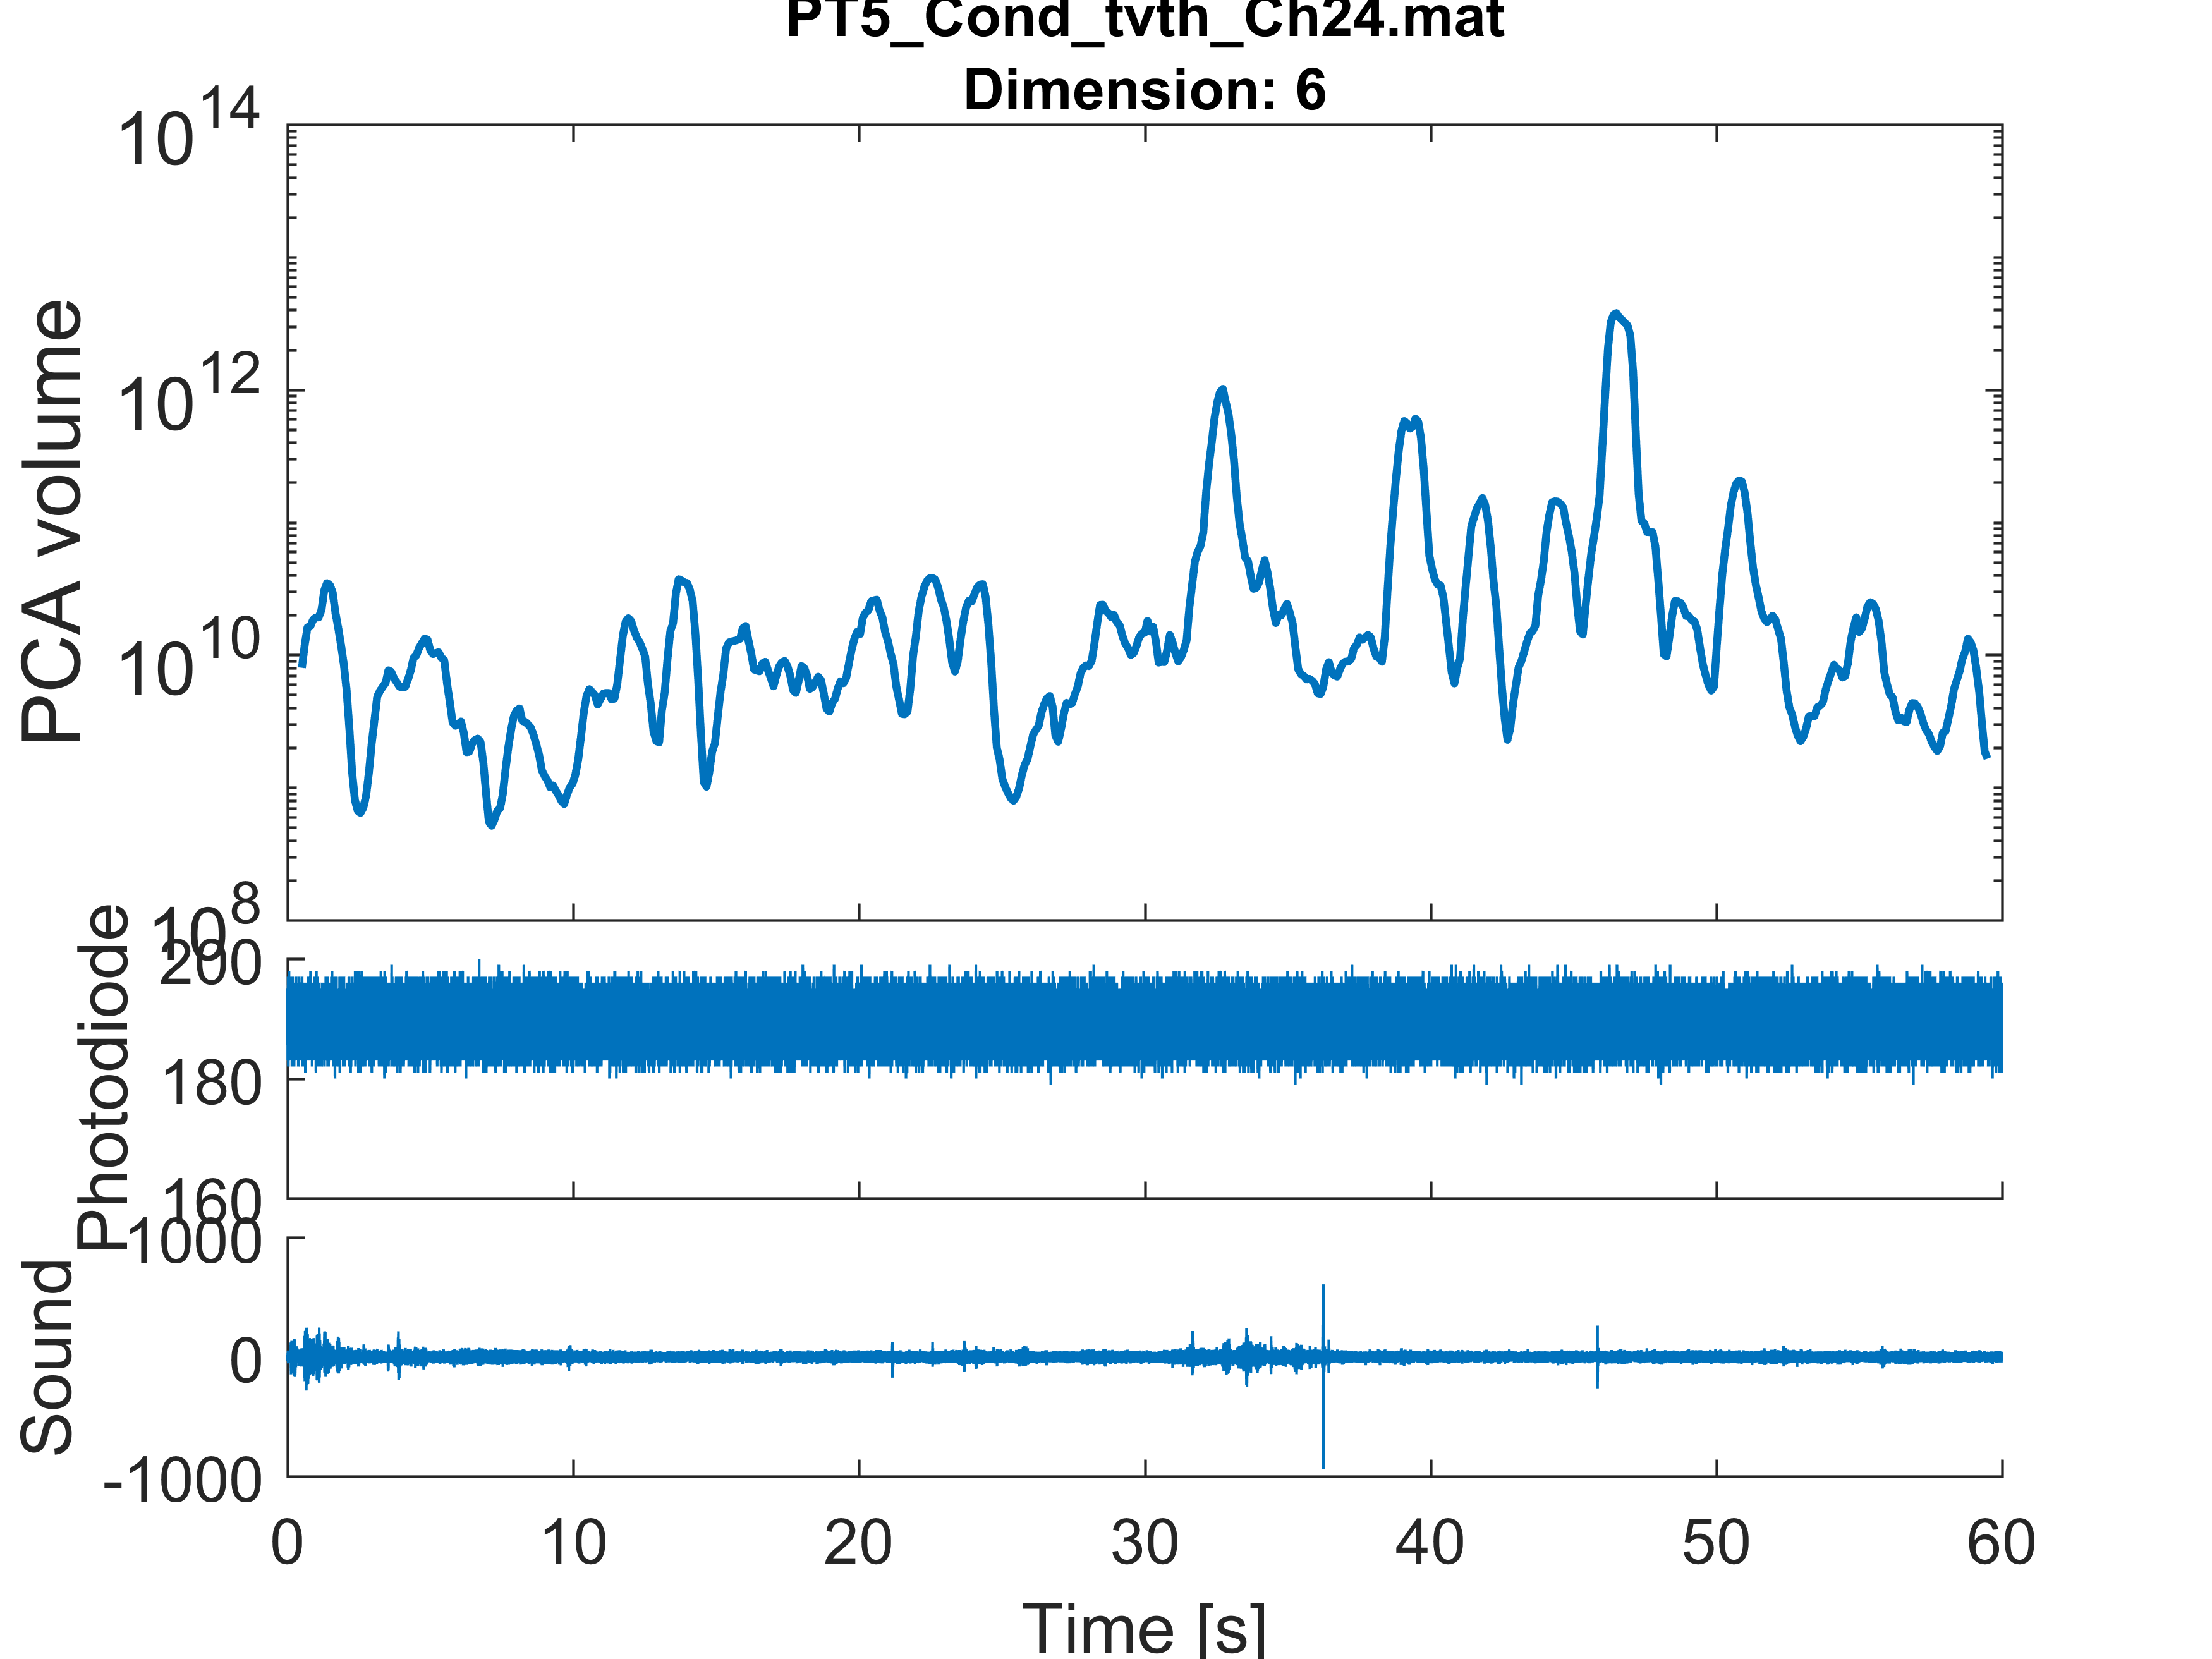 PT5_Cond_tvth_Ch24.mat
Dimension: 6
PCA volume
10^14
10^12
10^10
10^8
Photodiode
200
180
160
Sound
1000
0
-1000
0 10 20 30 40 50 60
Time [s]